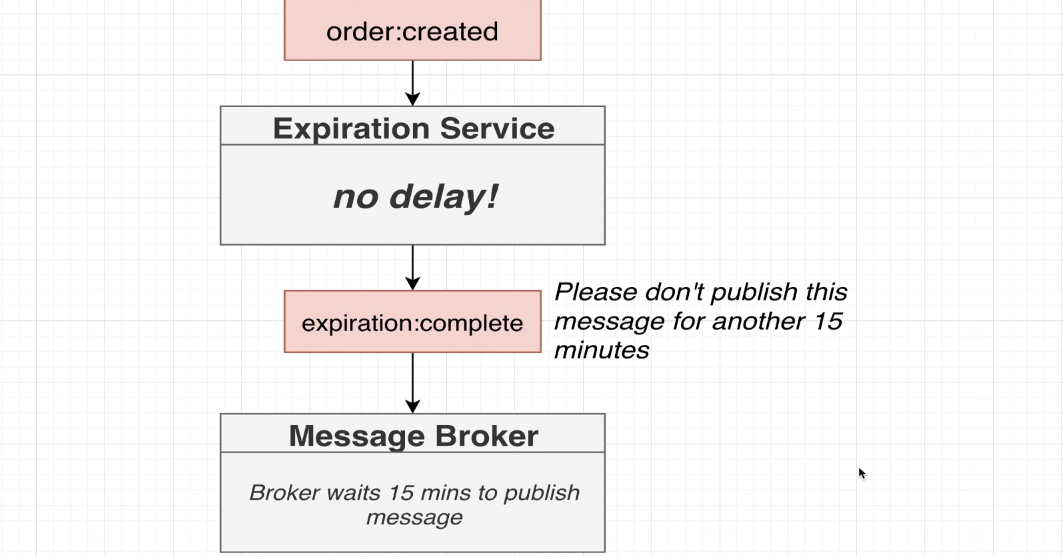 order:created
Expiration Service
no delay!
expiration:complete
Please don't publish this
message for another 15
minutes
Message Broker
Broker waits 15 mins to publish
message